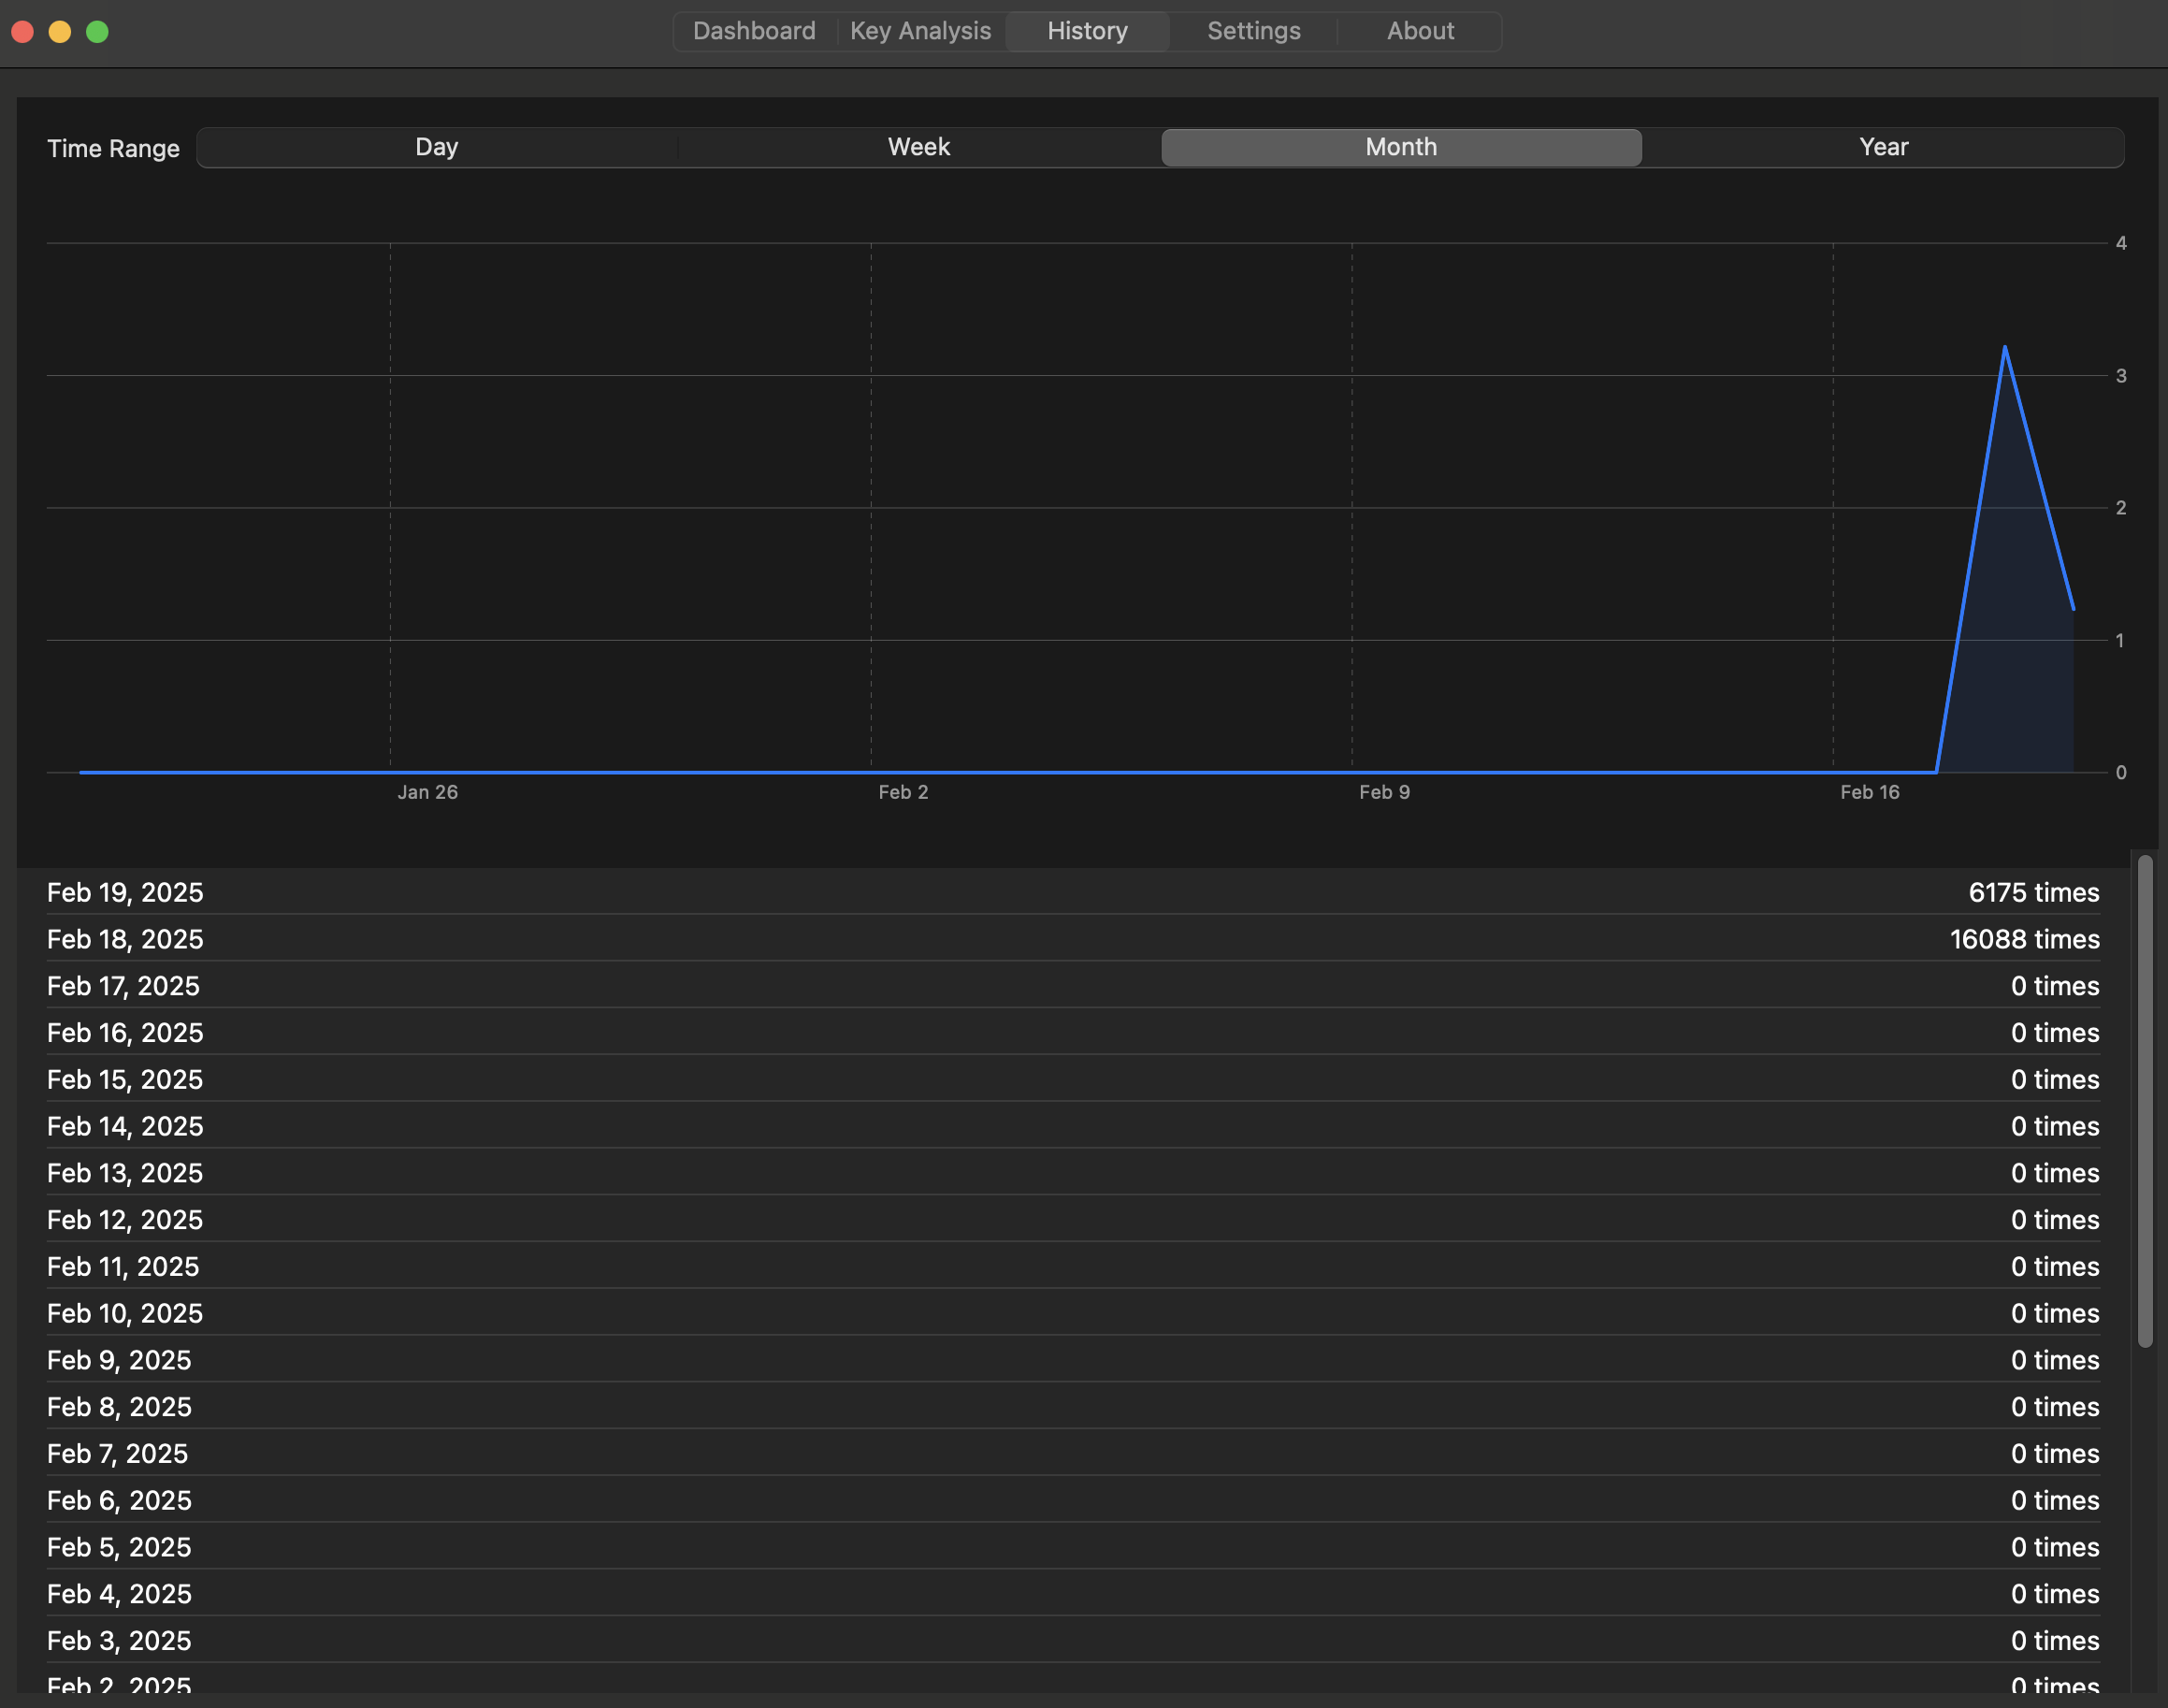 Dashboard Key Analysis History Settings About
Time Range Day Week Month Year
4
3
2
1
0
Jan 26 Feb 2 Feb 9 Feb 16
Feb 19, 2025 6175 times
Feb 18, 2025 16088 times
Feb 17, 2025 0 times
Feb 16, 2025 0 times
Feb 15, 2025 0 times
Feb 14, 2025 0 times
Feb 13, 2025 0 times
Feb 12, 2025 0 times
Feb 11, 2025 0 times
Feb 10, 2025 0 times
Feb 9, 2025 0 times
Feb 8, 2025 0 times
Feb 7, 2025 0 times
Feb 6, 2025 0 times
Feb 5, 2025 0 times
Feb 4, 2025 0 times
Feb 3, 2025 0 times
Feb 2, 2025 0 times